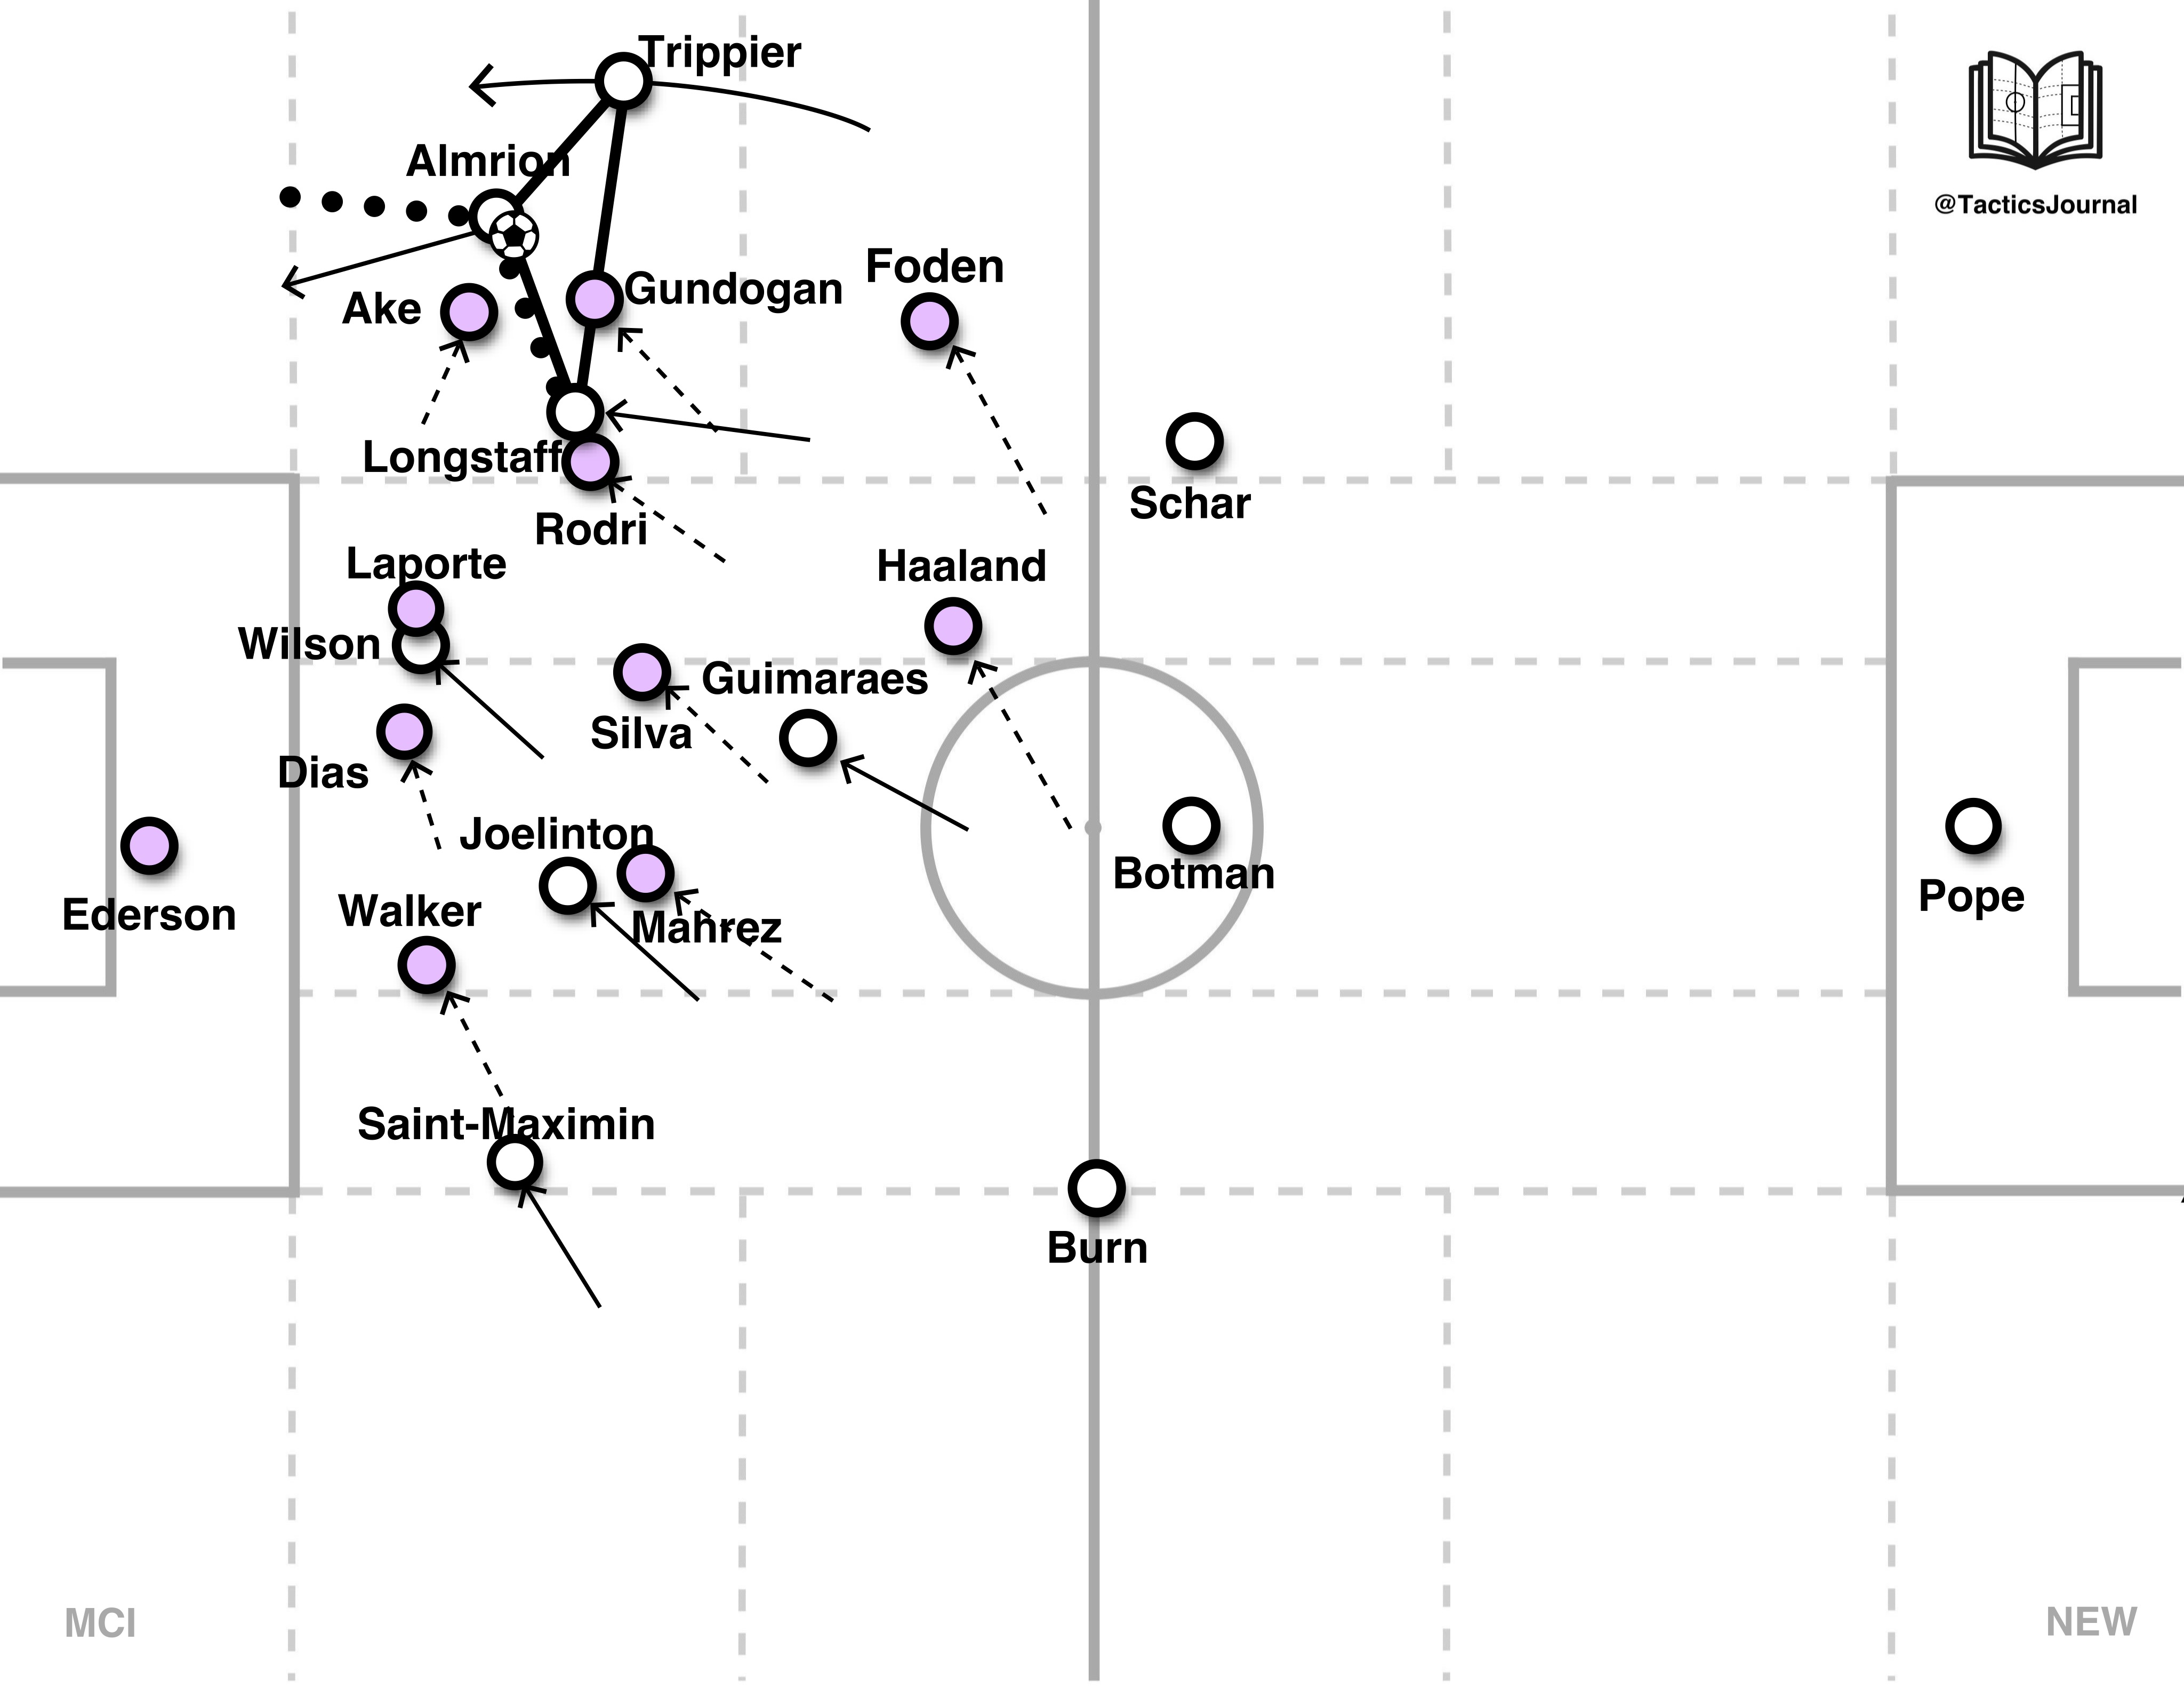 Trippier
Almrion
@TacticsJournal
Foden
Gundogan
Ake
Longstaff
Schar
Rodri
Laporte
Haaland
Wilson
Guimaraes
Silva
Dias
Joelinton
Botman
Walker
Pope
Ederson
Mahrez
Saint-Maximin
Burn
MCI
NEW